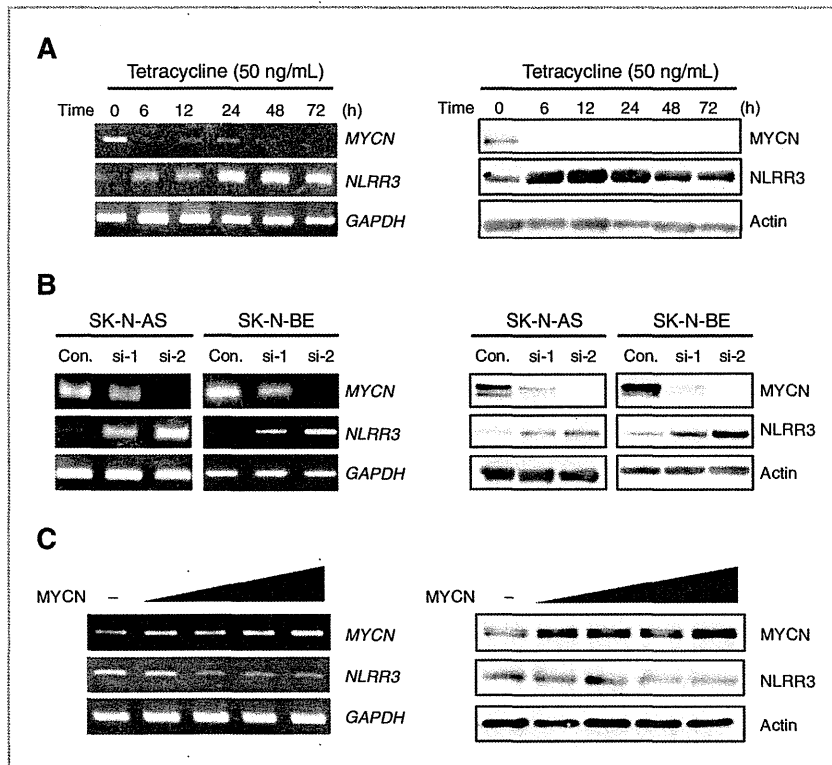 A
Tetracycline (50 ng/mL)
Time 0 6 12 24 48 72 (h)
MYCN
NLRR3
GAPDH
Tetracycline (50 ng/mL)
Time 0 6 12 24 48 72 (h)
MYCN
NLRR3
Actin
B
SK-N-AS SK-N-BE
Con. si-1 si-2 Con. si-1 si-2
MYCN
NLRR3
GAPDH
SK-N-AS SK-N-BE
Con. si-1 si-2 Con. si-1 si-2
MYCN
NLRR3
Actin
C
MYCN –
MYCN
NLRR3
GAPDH
MYCN –
MYCN
NLRR3
Actin